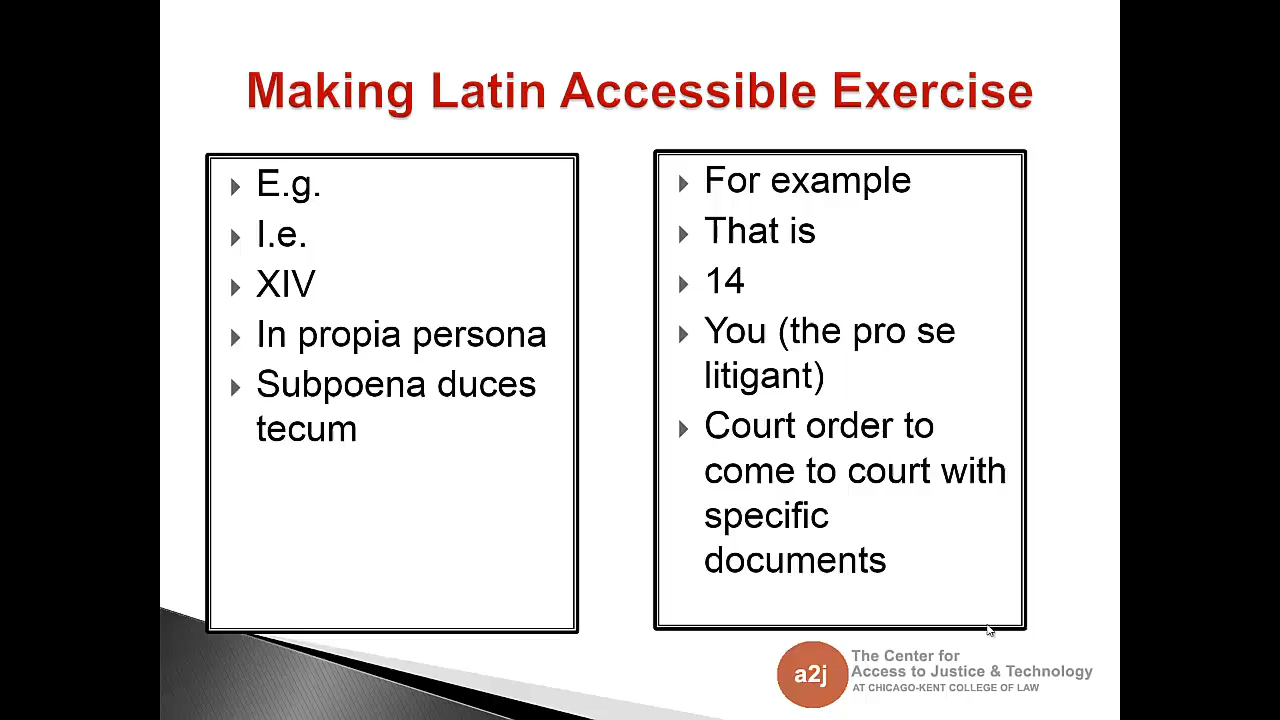 Making Latin Accessible Exercise
E.g.
I.e.
XIV
In propia persona
Subpoena duces
tecum
For example
That is
14
You (the pro se
litigant)
Court order to
come to court with
specific
documents
a2j
The Center for
Access to Justice & Technology
AT CHICAGO-KENT COLLEGE OF LAW